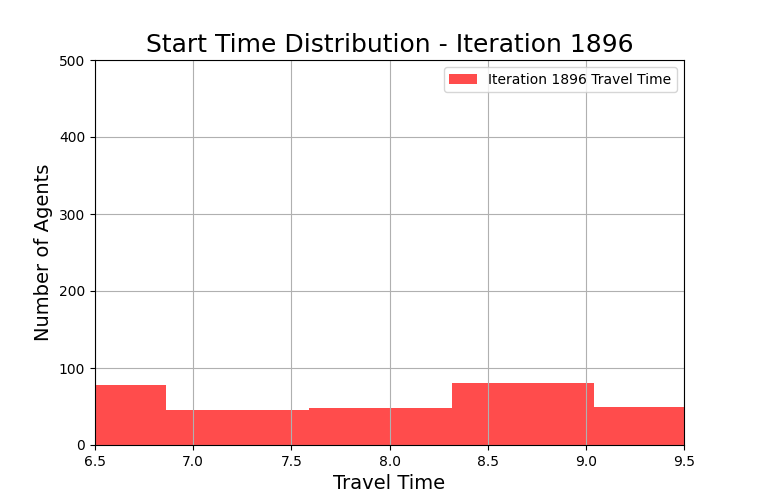 Start Time Distribution - Iteration 1896
500
400
300
200
100
0
Number of Agents
Iteration 1896 Travel Time
6.5 7.0 7.5 8.0 8.5 9.0 9.5
Travel Time